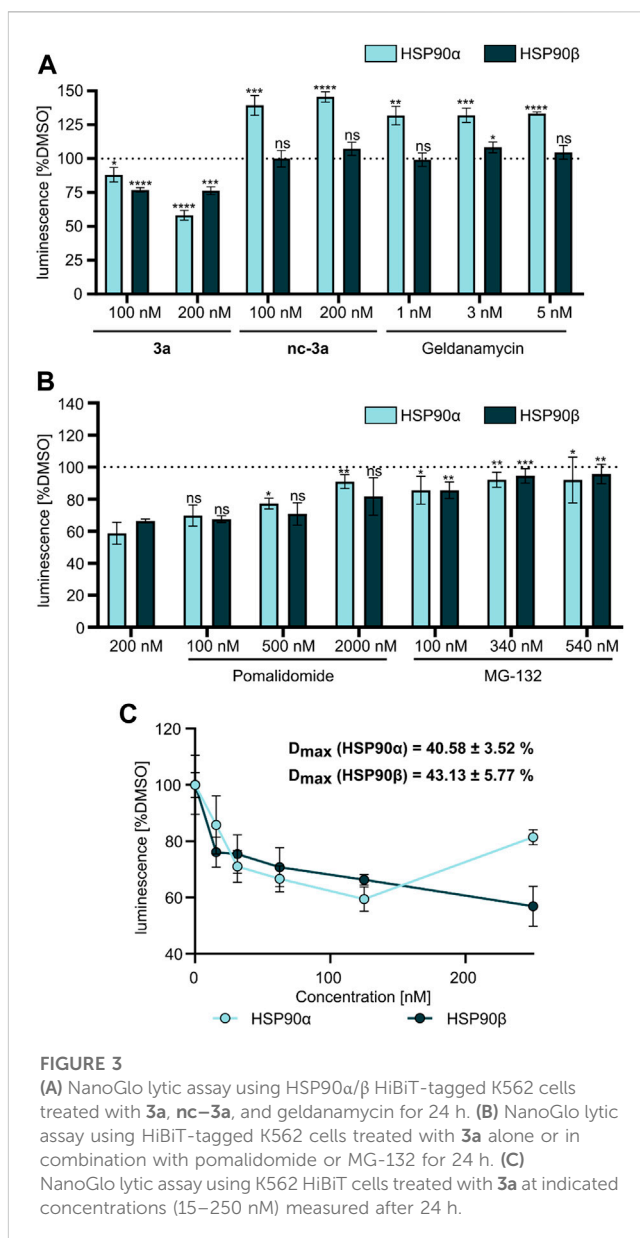 HSP90α HSP90β
A
luminescence [%DMSO]
150
125
100
75
50
25
0
* **** **** *** *** ns **** ns ** ns *** * **** ns
100 nM 200 nM 100 nM 200 nM 1 nM 3 nM 5 nM
3a nc-3a Geldanamycin
B
HSP90α HSP90β
luminescence [%DMSO]
140
120
100
80
60
40
20
0
ns ns * ns ** ns * ** ** *** * **
200 nM 100 nM 500 nM 2000 nM 100 nM 340 nM 540 nM
Pomalidomide MG-132
C
luminescence [%DMSO]
120
100
80
60
40
Dmax (HSP90α) = 40.58 ± 3.52 %
Dmax (HSP90β) = 43.13 ± 5.77 %
0 100 200
Concentration [nM]
HSP90α HSP90β
FIGURE 3
(A) NanoGlo lytic assay using HSP90α/β HiBiT-tagged K562 cells
treated with 3a, nc–3a, and geldanamycin for 24 h. (B) NanoGlo lytic
assay using HiBiT-tagged K562 cells treated with 3a alone or in
combination with pomalidomide or MG-132 for 24 h. (C)
NanoGlo lytic assay using K562 HiBiT cells treated with 3a at indicated
concentrations (15–250 nM) measured after 24 h.